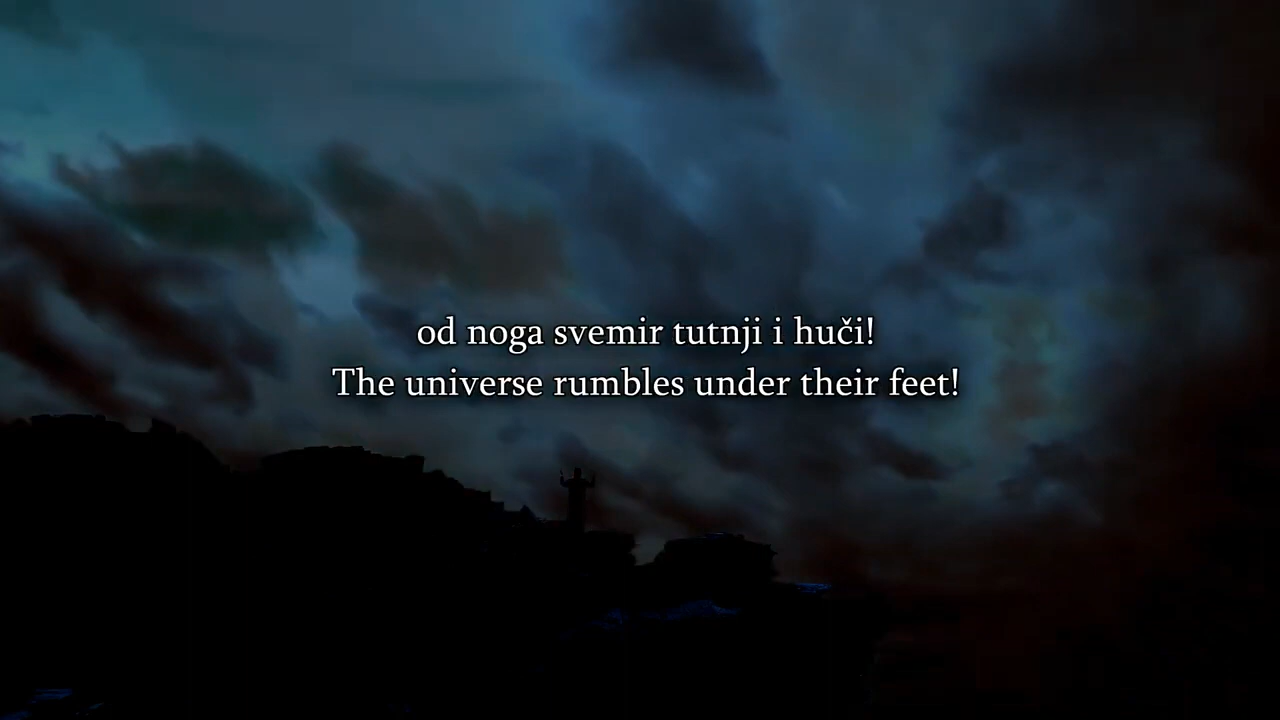 od noga svemir tutnji i huči!
The universe rumbles under their feet!